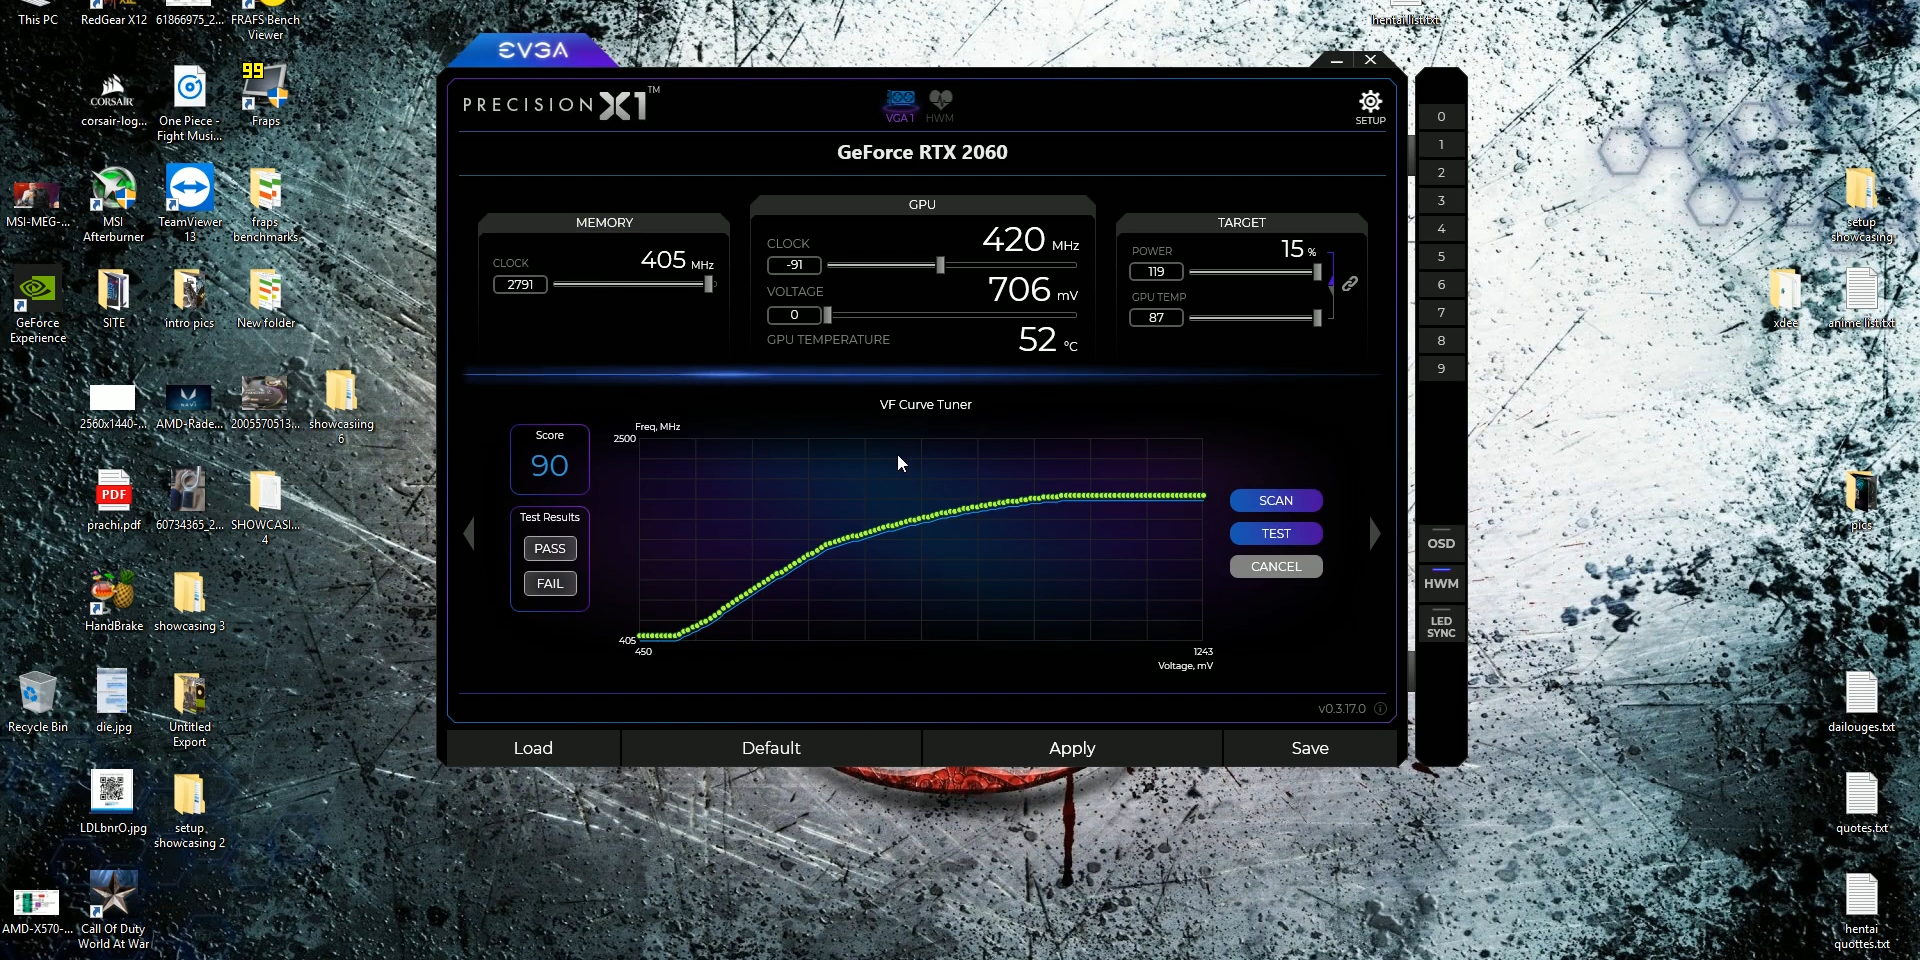 This PC
RedGear X12
61866975_2...
FRAFS Bench
Viewer
hentai list.txt
99
CORSAIR
corsair-log...
One Piece -
Fight Musi...
Fraps
MSI-MEG-...
MSI
Afterburner
TeamViewer
13
fraps
benchmarks
GeForce
Experience
SITE
intro pics
New folder
2560x1440-...
AMD-Rade...
2005570513...
showcasiing
6
PDF
prachi.pdf
60734365_2...
SHOWCASI...
4
HandBrake
showcasing 3
Recycle Bin
die.jpg
Untitled
Export
LDLbnrO.jpg
setup
showcasing 2
AMD-X570-...
Call Of Duty
World At War
EVGA
PRECISION X1™
VGA 1
HWM
SETUP
GeForce RTX 2060
MEMORY
CLOCK
405 MHz
2791
GPU
CLOCK
420 MHz
-91
VOLTAGE
706 mV
0
GPU TEMPERATURE
52 °C
TARGET
POWER
15 %
119
GPU TEMP
87
VF Curve Tuner
Score
90
Test Results
PASS
FAIL
Freq, MHz
2500
405
450
1243
Voltage, mV
SCAN
TEST
CANCEL
v0.3.17.0
Load
Default
Apply
Save
0
1
2
3
4
5
6
7
8
9
OSD
HWM
LED
SYNC
setup
showcasing
xdee
anime list.txt
pics
dailouges.txt
quotes.txt
hentai
quottes.txt